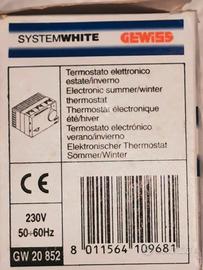 SYSTEMWHITE GEWISS
Termostato elettronico
estate/inverno
Electronic summer/winter
thermostat
Thermostat électronique
été/hiver
Termostato electrónico
verano/invierno
Elektronischer Thermostat
Sommer/Winter
CE
230V
50÷60Hz
GW 20 852
8 011564 109681